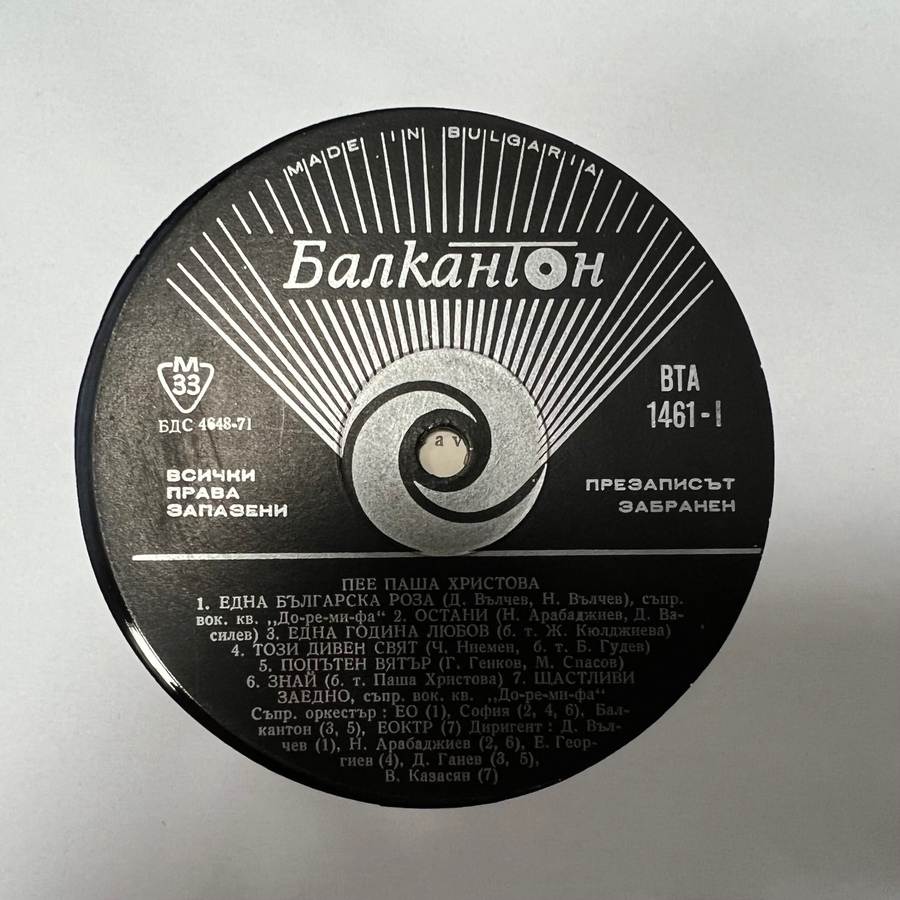 MADE IN BULGARIA
Балкантон
М
33
БДС 4648-71
ВТА
1461-I
ВСИЧКИ
ПРАВА
ЗАПАЗЕНИ
ПРЕЗАПИСЪТ
ЗАБРАНЕН
a v
ПЕЕ ПАША ХРИСТОВА
1. ЕДНА БЪЛГАРСКА РОЗА (Д. Вълчев, Н. Вълчев), съпр.
вок. кв. „До-ре-ми-фа“ 2. ОСТАНИ (Н. Арабаджиев, Д. Ва-
силев) 3. ЕДНА ГОДИНА ЛЮБОВ (б. т. Ж. Кюлджиева)
4. ТОЗИ ДИВЕН СВЯТ (Ч. Ниемен, б. т. Б. Гудев)
5. ПОПЪТЕН ВЯТЪР (Г. Генков, М. Спасов)
6. ЗНАЙ (б. т. Паша Христова) 7. ЩАСТЛИВИ
ЗАЕДНО, съпр. вок. кв. „До-ре-ми-фа“
Съпр. оркестър : ЕО (1), София (2, 4, 6), Бал-
кантон (3, 5), ЕОКТР (7) Диригент : Д. Въл-
чев (1), Н. Арабаджиев (2, 6), Е. Геор-
гиев (4), Д. Ганев (3, 5),
В. Казасян (7)